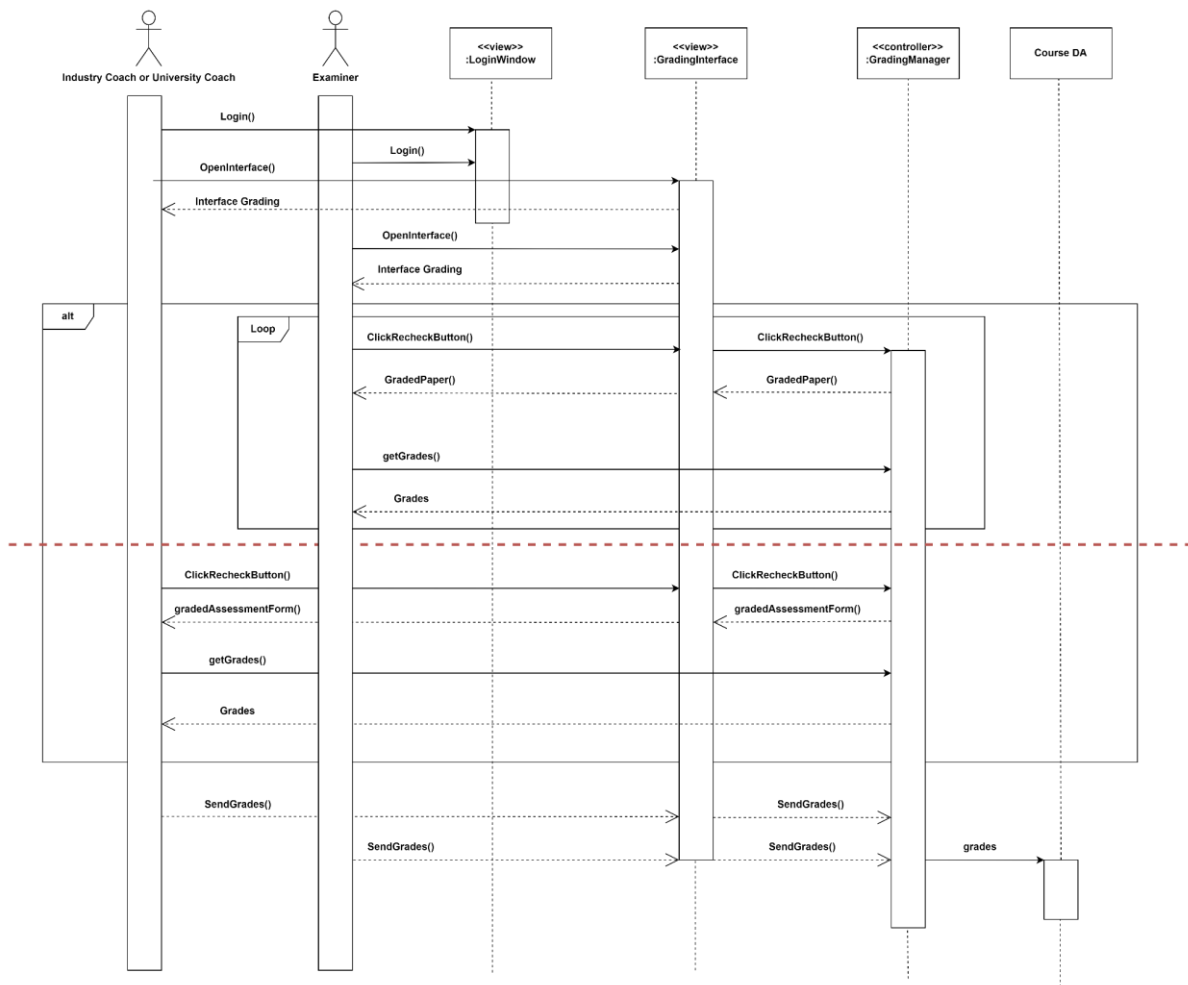 Industry Coach or University Coach
Examiner
<<view>>
:LoginWindow
<<view>>
:GradingInterface
<<controller>>
:GradingManager
Course DA
Login()
Login()
OpenInterface()
Interface Grading
OpenInterface()
Interface Grading
alt
Loop
ClickRecheckButton()
ClickRecheckButton()
GradedPaper()
GradedPaper()
getGrades()
Grades
ClickRecheckButton()
ClickRecheckButton()
gradedAssessmentForm()
gradedAssessmentForm()
getGrades()
Grades
SendGrades()
SendGrades()
SendGrades()
SendGrades()
grades